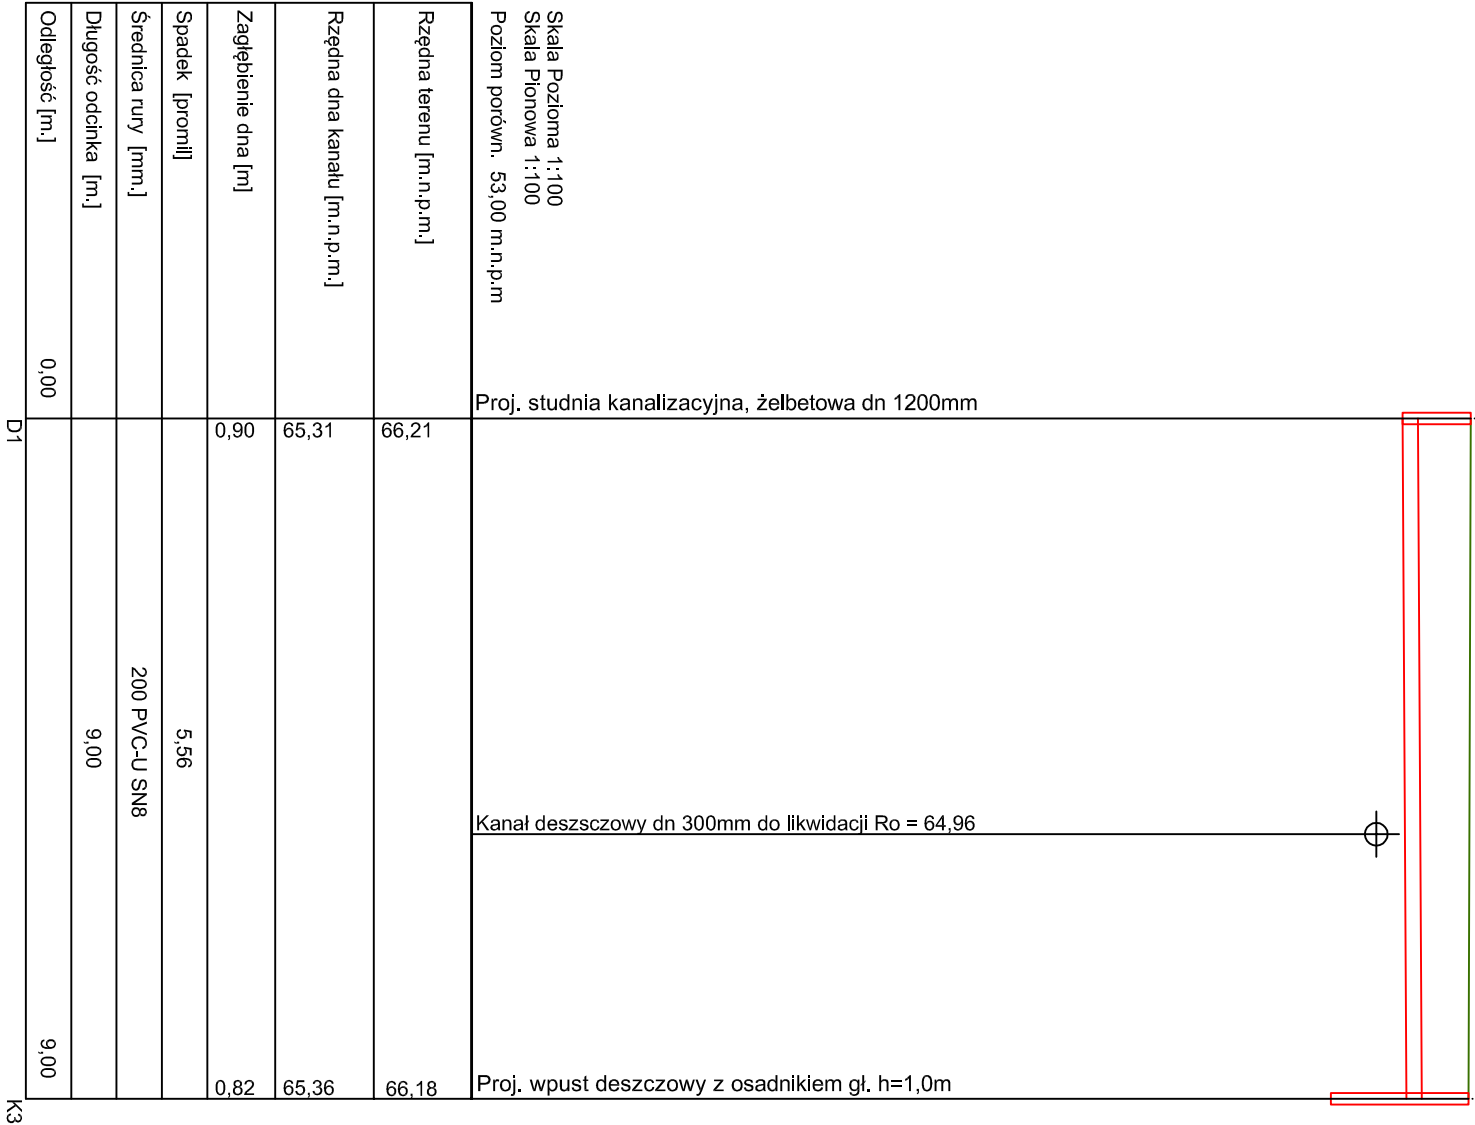 Skala Pozioma 1:100
Skala Pionowa 1:100
Poziom porówn. 53,00 m.n.p.m
Rzędna terenu [m.n.p.m.]
66,21
66,18
Rzędna dna kanału [m.n.p.m.]
65,31
65,36
Zagłębienie dna [m]
0,90
0,82
Spadek [promil]
5,56
Średnica rury [mm.]
200 PVC-U SN8
Długość odcinka [m.]
9,00
Odległość [m.]
0,00
9,00
D1
K3
Proj. studnia kanalizacyjna, żelbetowa dn 1200mm
Kanał deszsczowy dn 300mm do likwidacji Ro = 64,96
Proj. wpust deszczowy z osadnikiem gł. h=1,0m